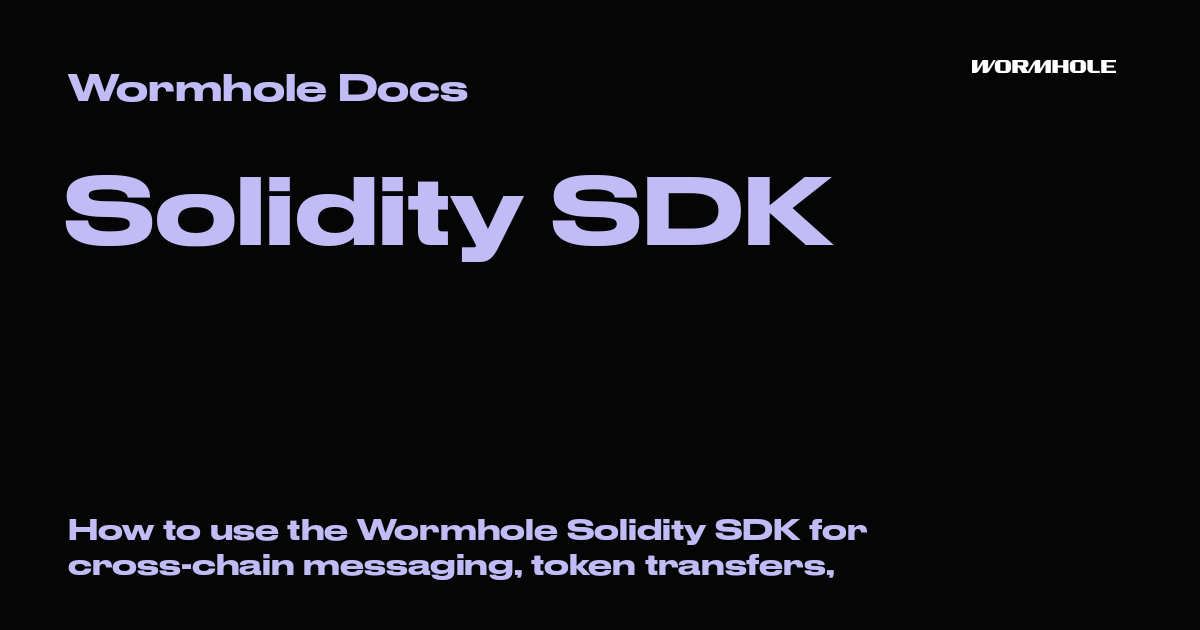 Wormhole Docs
WORMHOLE
Solidity SDK
How to use the Wormhole Solidity SDK for
cross-chain messaging, token transfers,